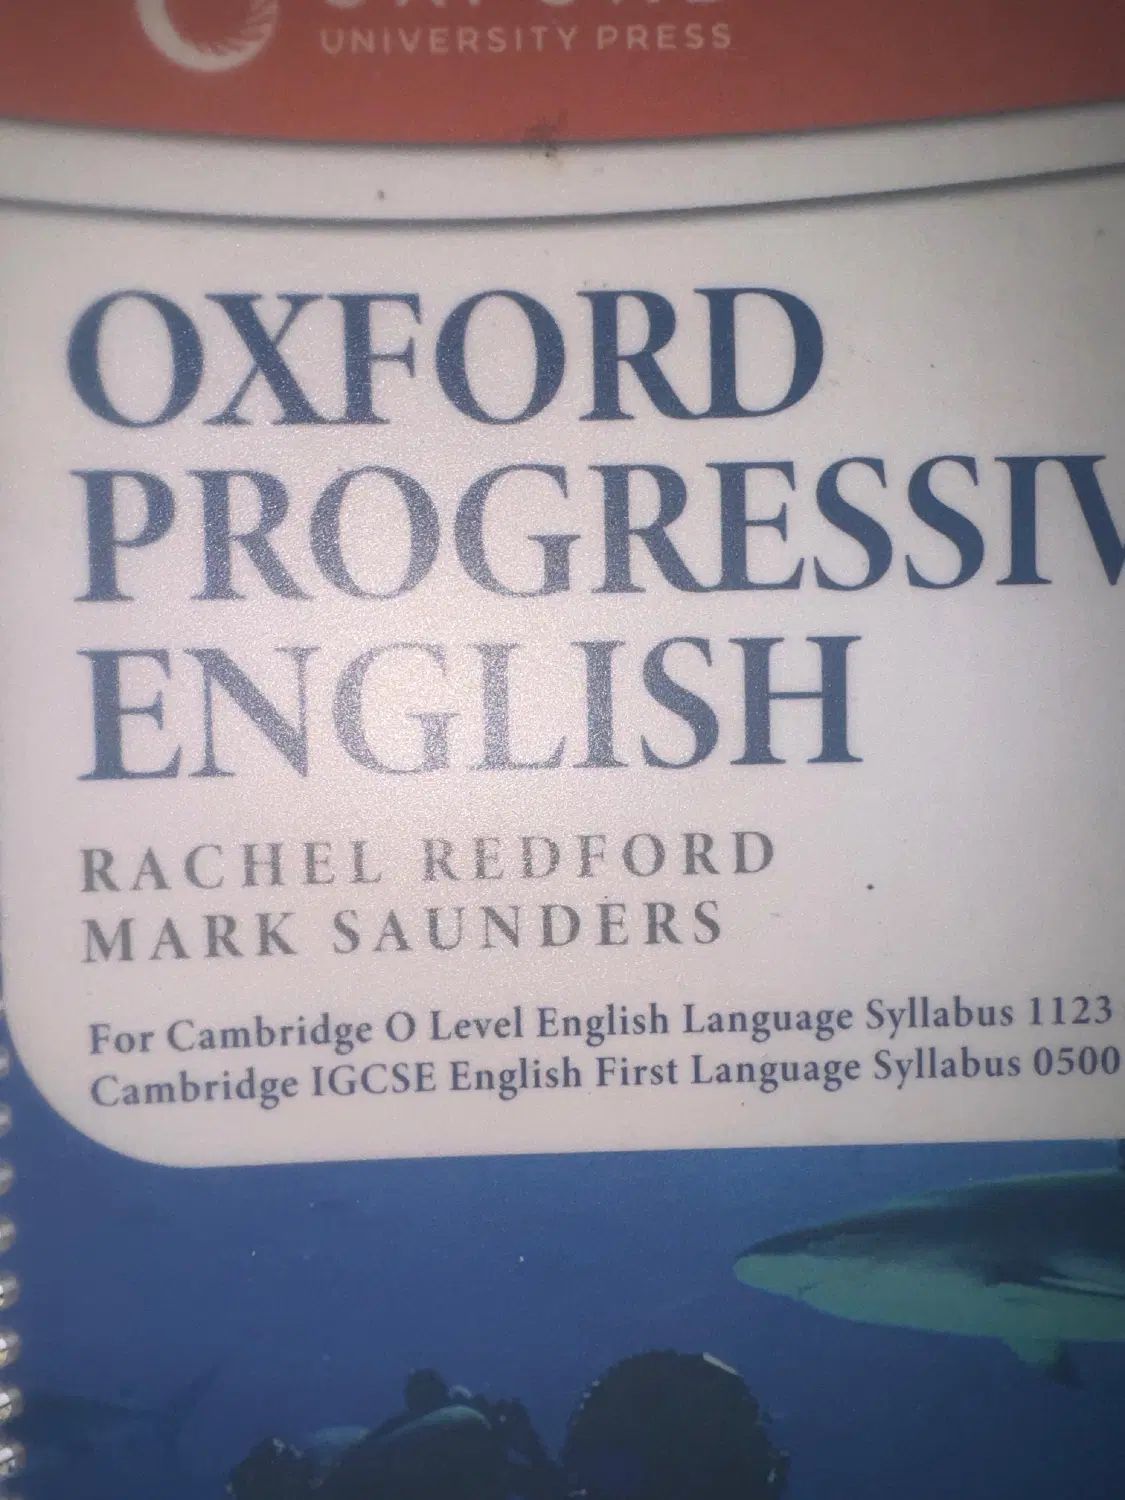 UNIVERSITY PRESS
OXFORD
PROGRESSIV
ENGLISH
RACHEL REDFORD
MARK SAUNDERS
For Cambridge O Level English Language Syllabus 1123
Cambridge IGCSE English First Language Syllabus 0500